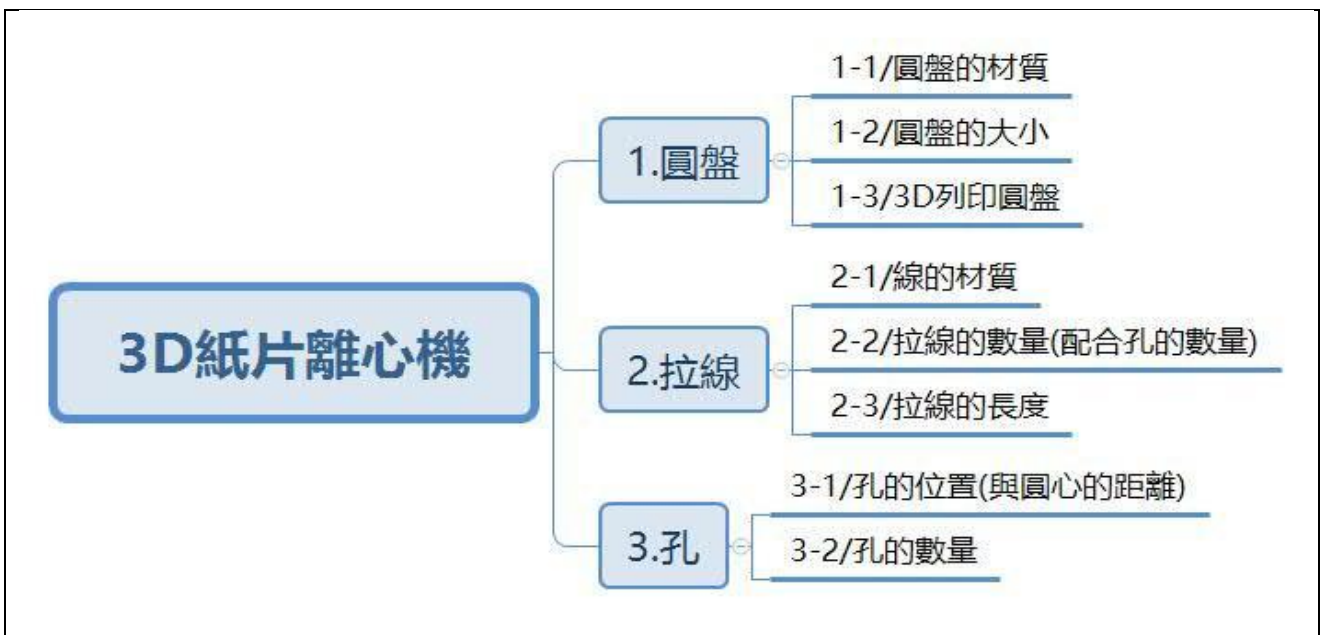 3D紙片離心機
1.圓盤
1-1/圓盤的材質
1-2/圓盤的大小
1-3/3D列印圓盤
2.拉線
2-1/線的材質
2-2/拉線的數量(配合孔的數量)
2-3/拉線的長度
3.孔
3-1/孔的位置(與圓心的距離)
3-2/孔的數量